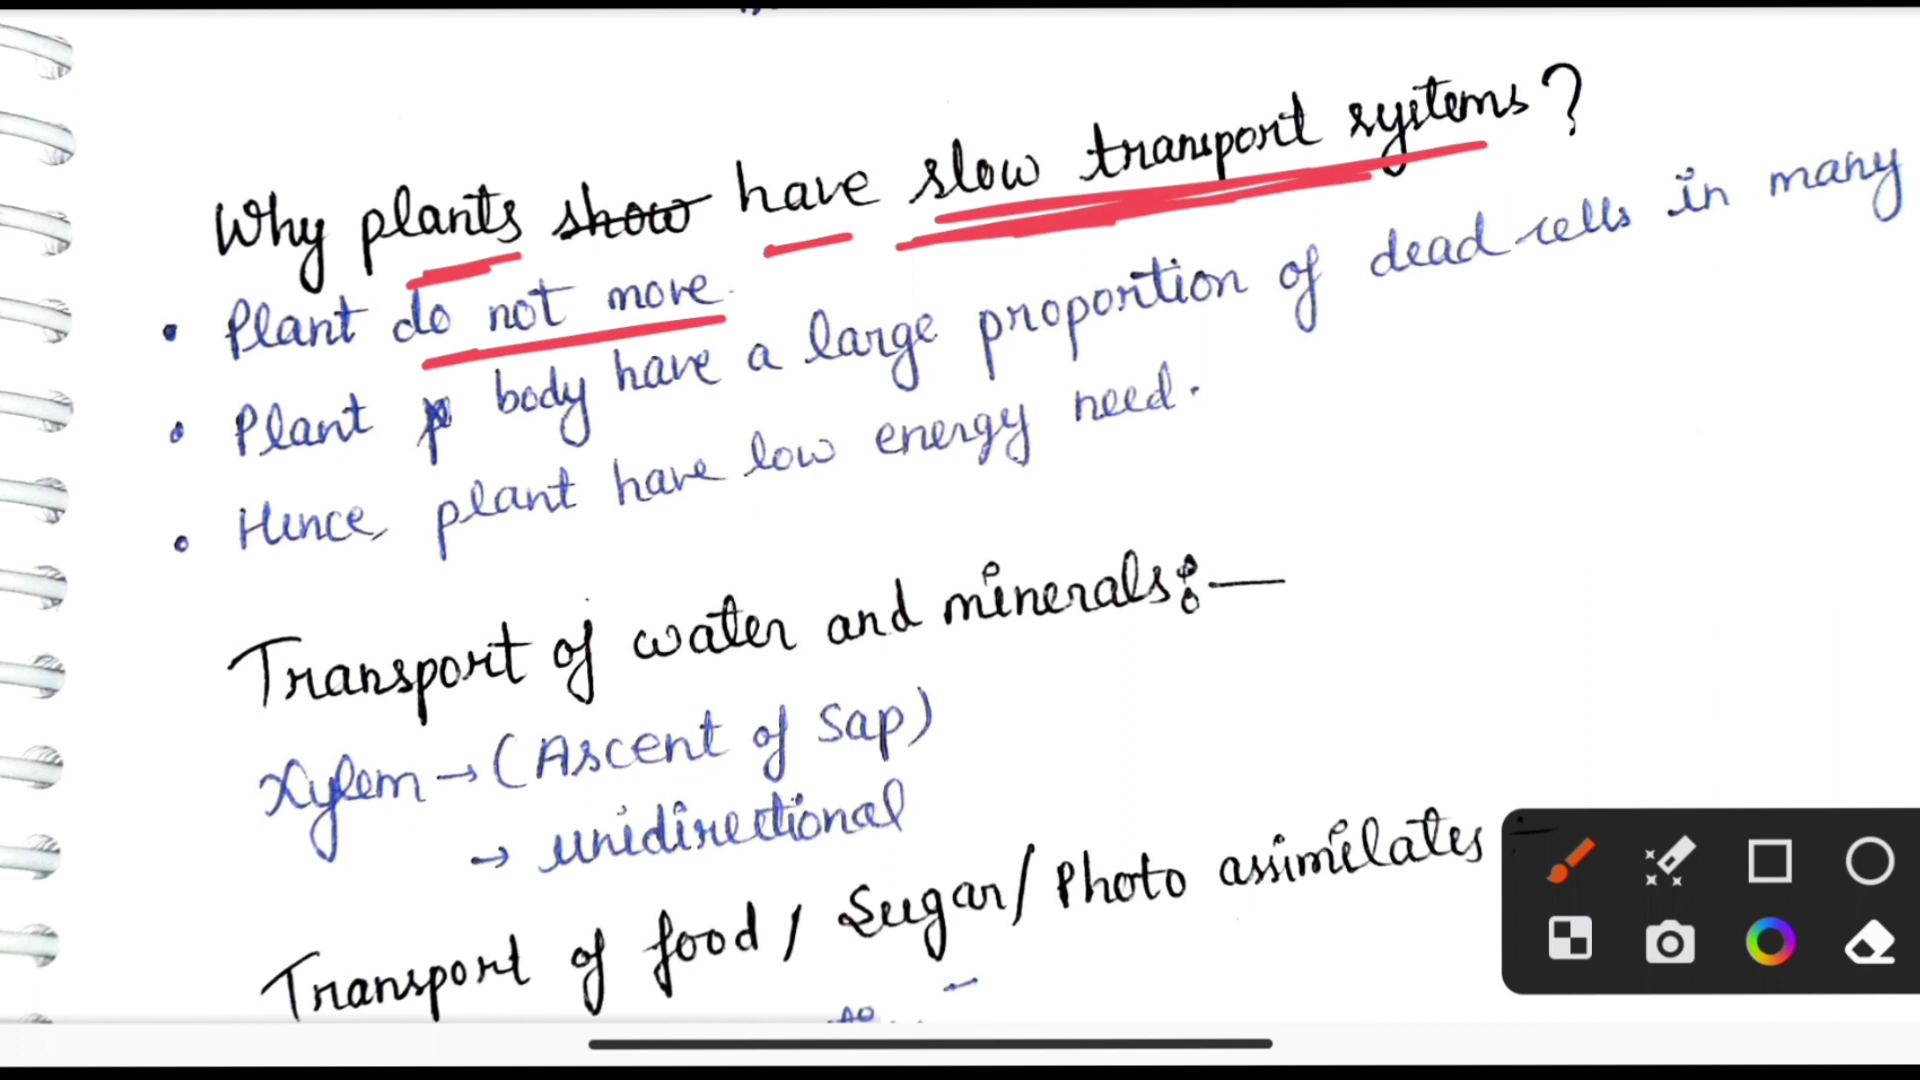 Why plants show have slow transport systems?
• Plant do not move.
• Plant p body have a large proportion of dead cells in many
• Hence, plant have low energy need.
Transport of water and minerals:—
Xylem → (Ascent of Sap)
→ unidirectional
Transport of food / Sugar / Photo assimilates